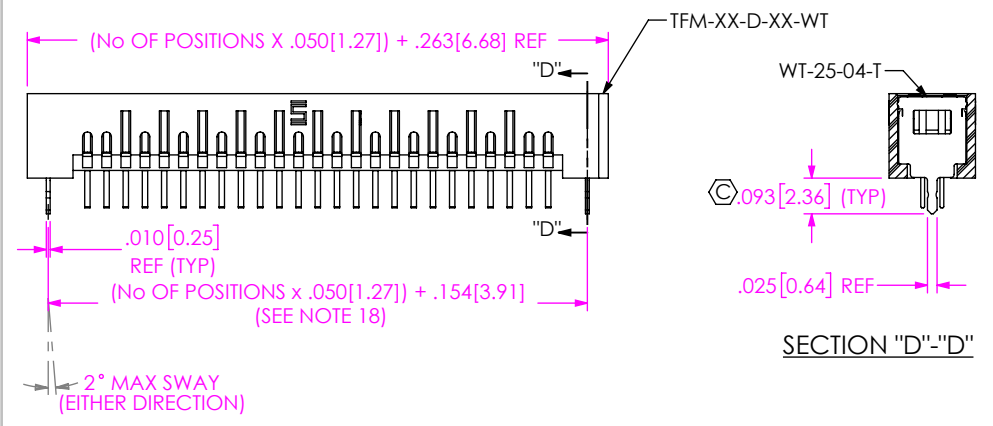 TFM-XX-D-XX-WT
(No OF POSITIONS X .050[1.27]) + .263[6.68] REF
"D"
WT-25-04-T
C .093[2.36] (TYP)
"D"
.010[0.25]
REF (TYP)
(No OF POSITIONS x .050[1.27]) + .154[3.91]
(SEE NOTE 18)
.025[0.64] REF
SECTION "D"-"D"
2° MAX SWAY
(EITHER DIRECTION)